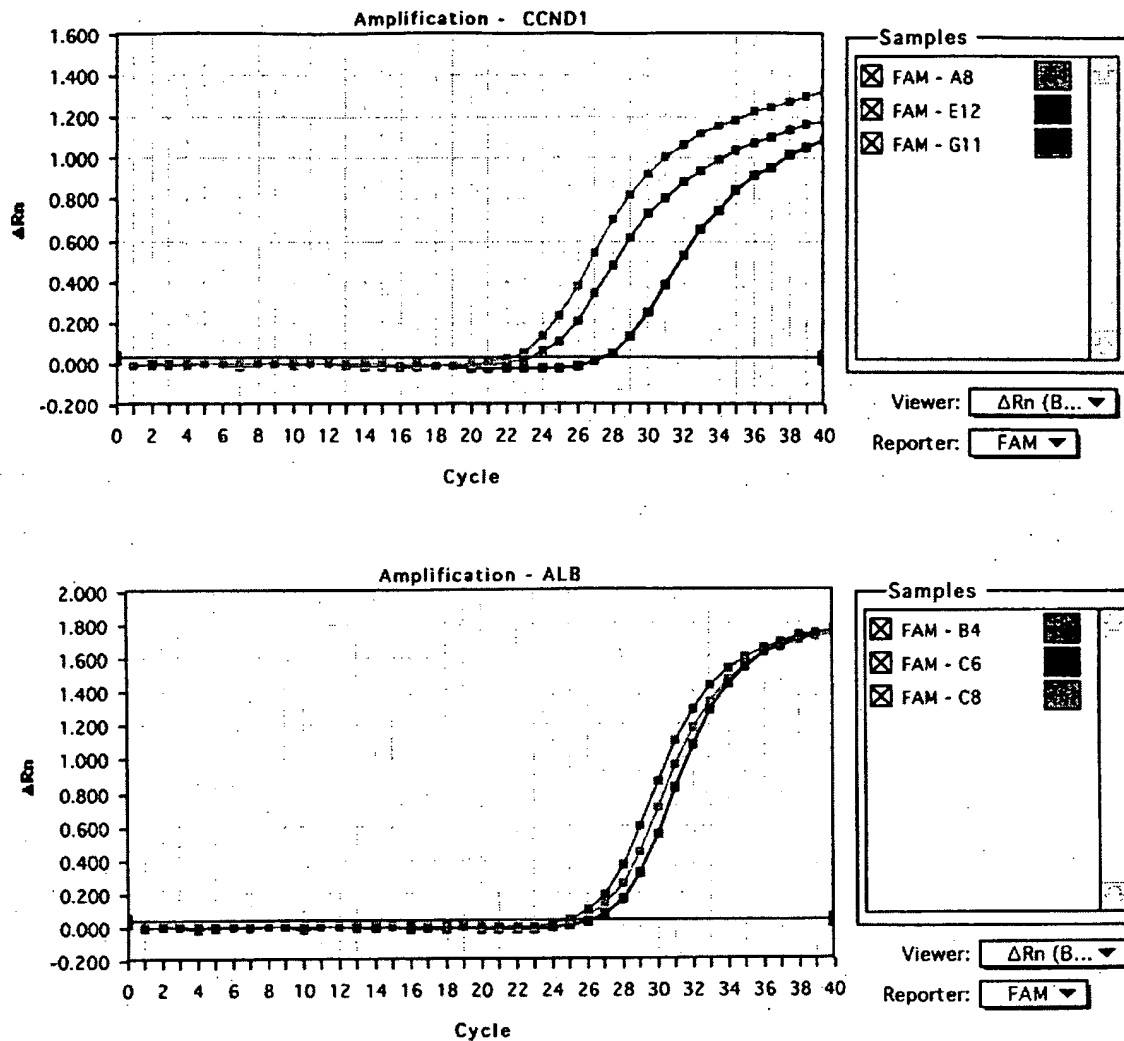 Amplification - CCND1
1.600
1.400
1.200
1.000
0.800
0.600
0.400
0.200
0.000
-0.200
ΔRn
0 2 4 6 8 10 12 14 16 18 20 22 24 26 28 30 32 34 36 38 40
Cycle
Samples
FAM - A8
FAM - E12
FAM - G11
Viewer: ΔRn (B...
Reporter: FAM
Amplification - ALB
2.000
1.800
1.600
1.400
1.200
1.000
0.800
0.600
0.400
0.200
0.000
-0.200
ΔRn
0 2 4 6 8 10 12 14 16 18 20 22 24 26 28 30 32 34 36 38 40
Cycle
Samples
FAM - B4
FAM - C6
FAM - C8
Viewer: ΔRn (B...
Reporter: FAM